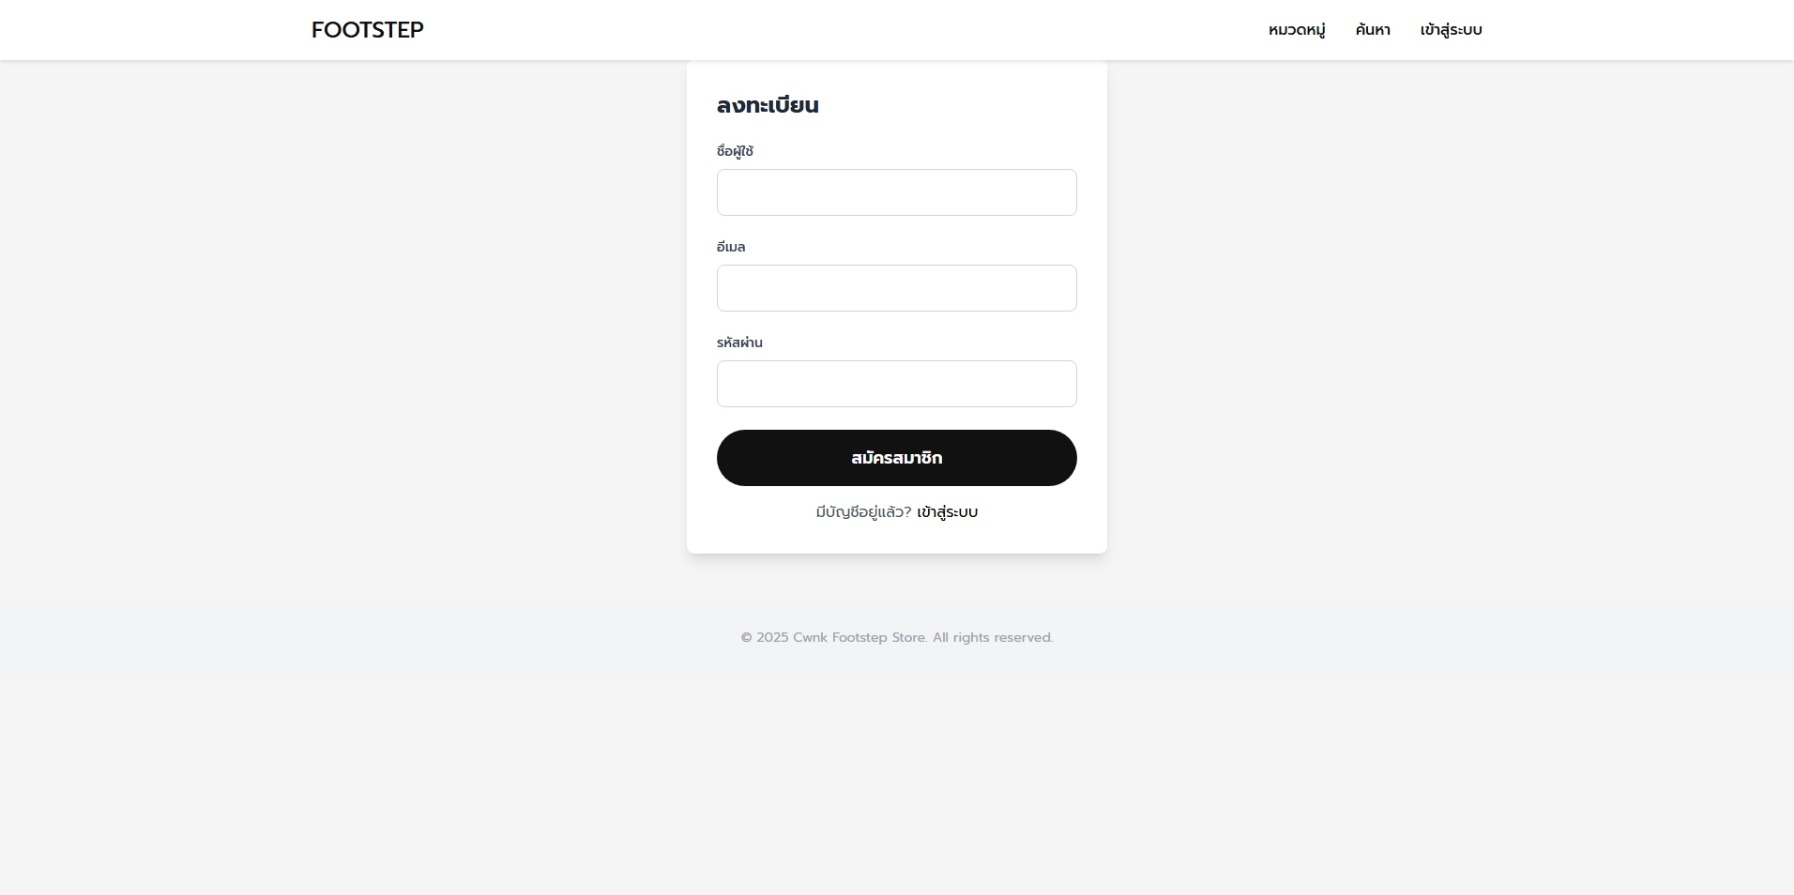 FOOTSTEP
หมวดหมู่ ค้นหา เข้าสู่ระบบ
ลงทะเบียน
ชื่อผู้ใช้
อีเมล
รหัสผ่าน
สมัครสมาชิก
มีบัญชีอยู่แล้ว? เข้าสู่ระบบ
© 2025 Cwnk Footstep Store. All rights reserved.